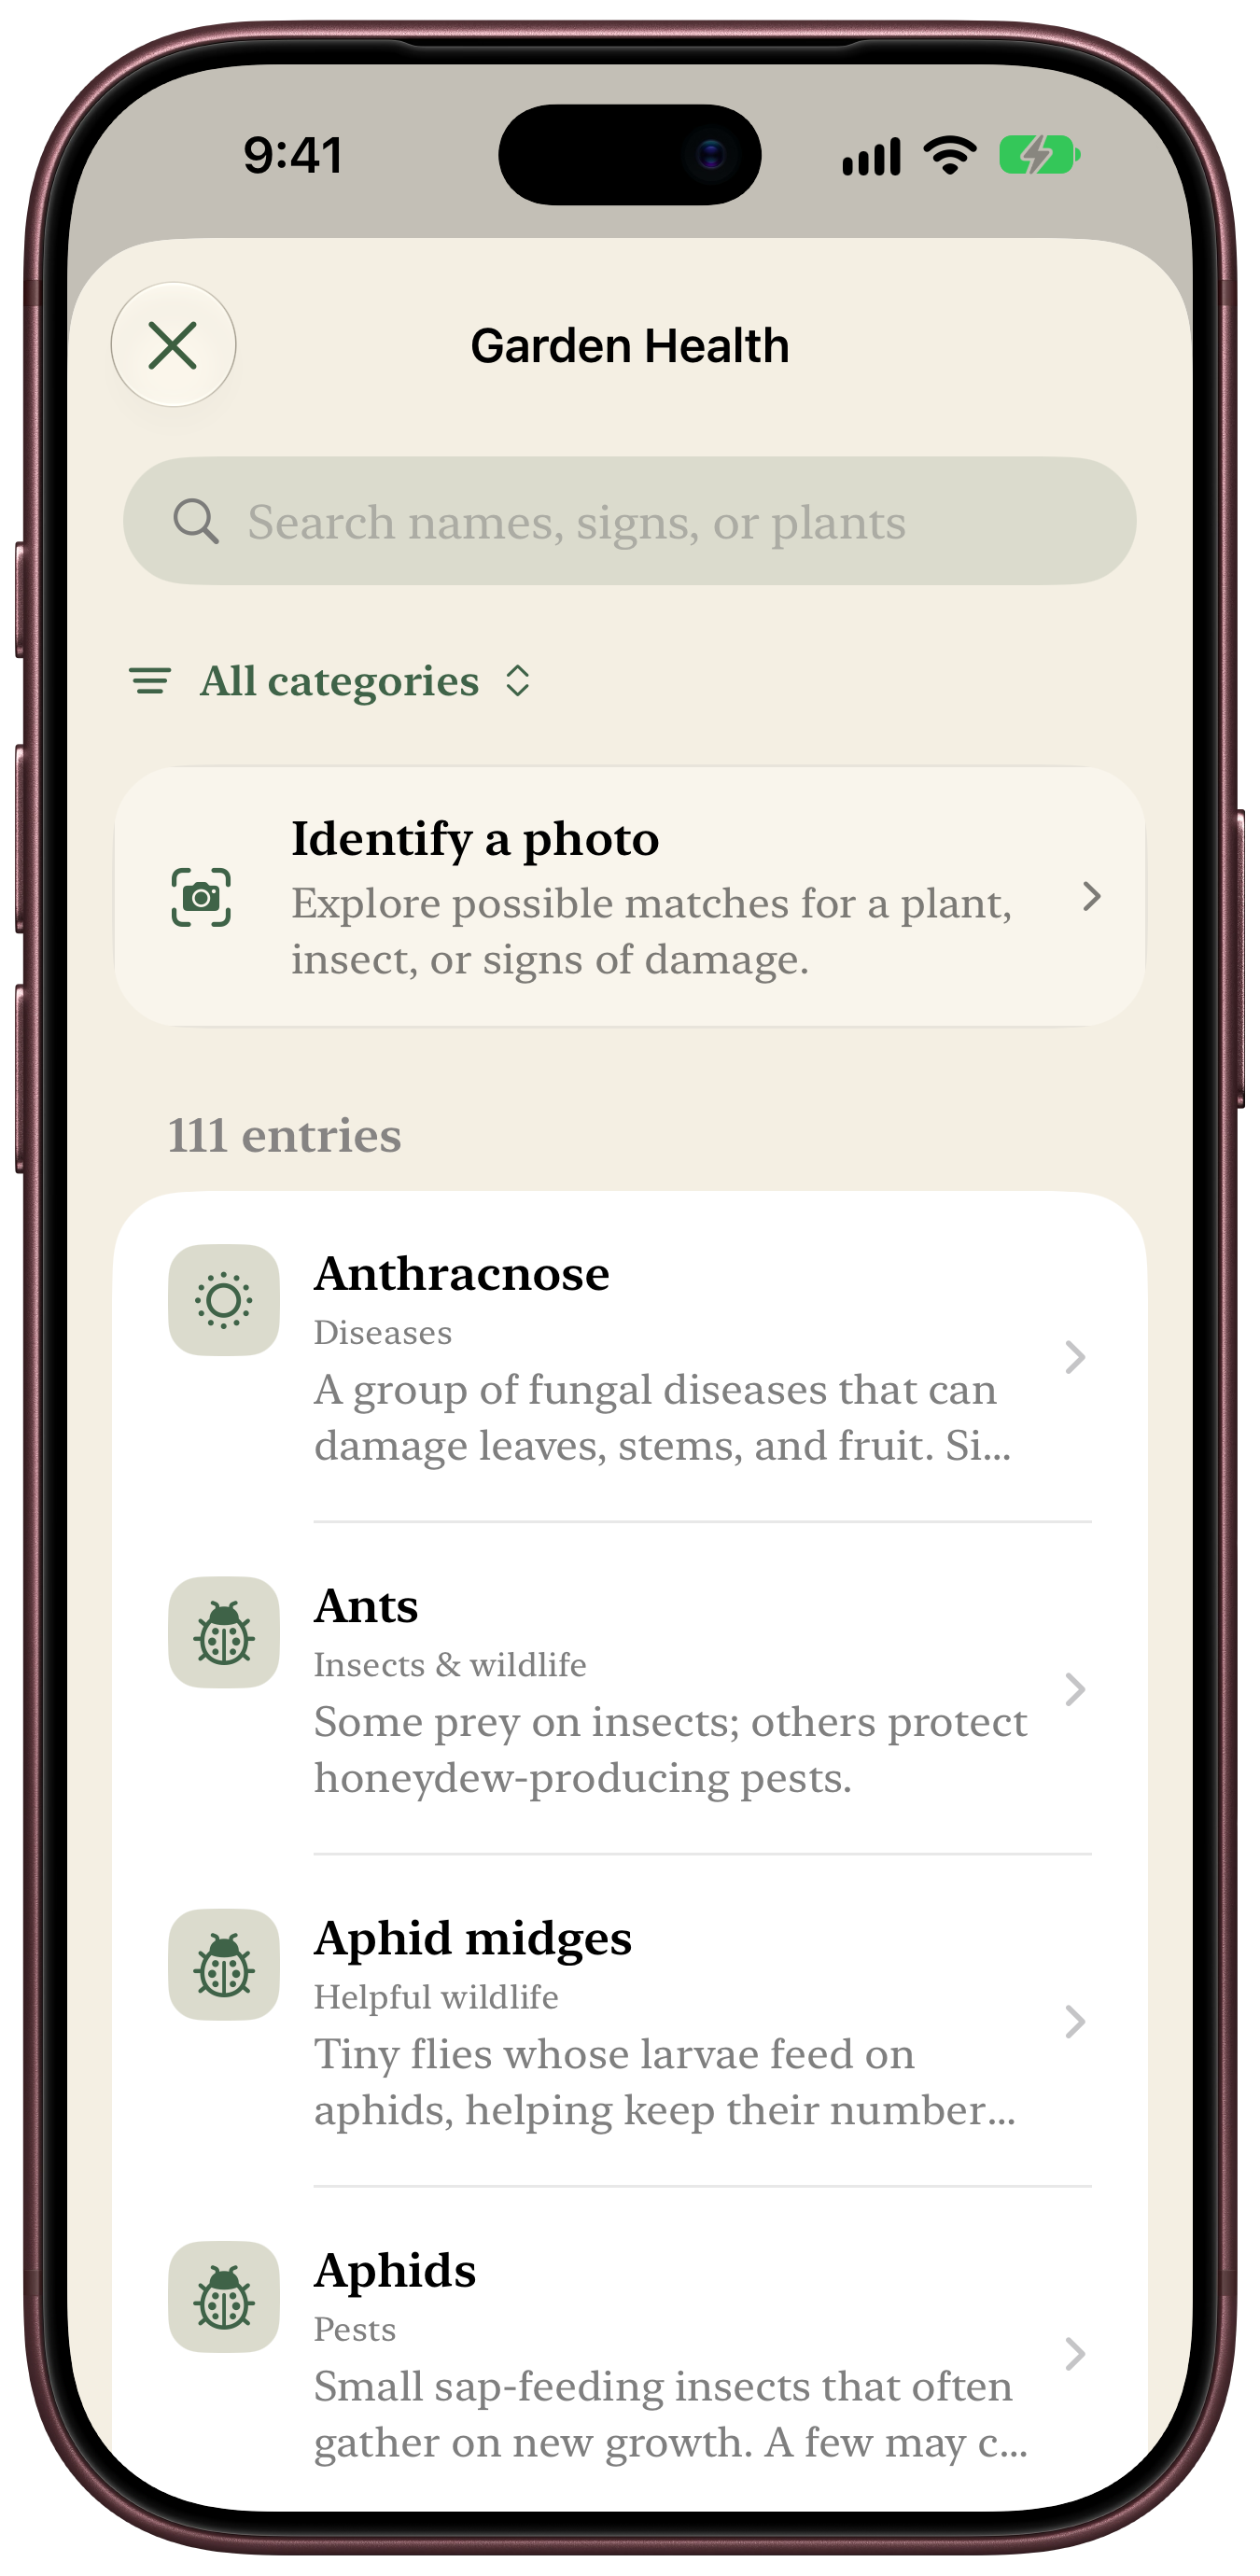 9:41
Garden Health
Search names, signs, or plants
All categories
Identify a photo
Explore possible matches for a plant,
insect, or signs of damage.
111 entries
Anthracnose
Diseases
A group of fungal diseases that can
damage leaves, stems, and fruit. Si...
Ants
Insects & wildlife
Some prey on insects; others protect
honeydew-producing pests.
Aphid midges
Helpful wildlife
Tiny flies whose larvae feed on
aphids, helping keep their number...
Aphids
Pests
Small sap-feeding insects that often
gather on new growth. A few may c...